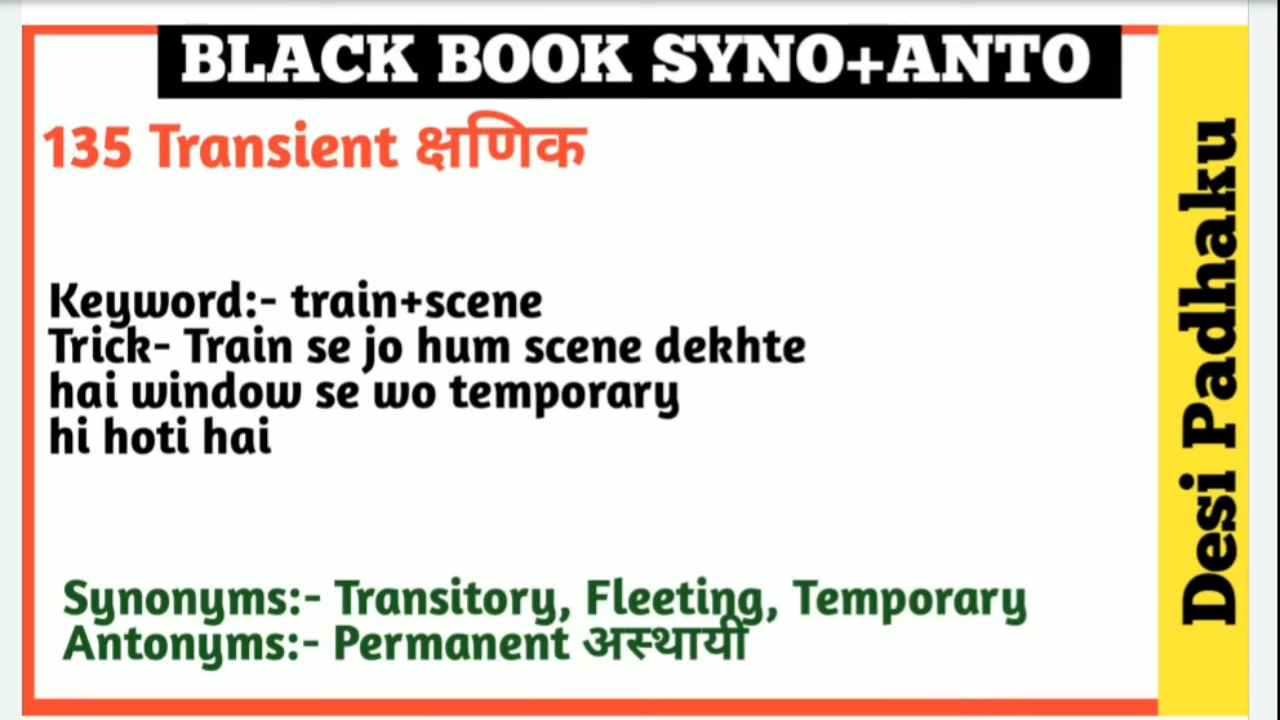 BLACK BOOK SYNO+ANTO
135 Transient क्षणिक
Keyword:- train+scene
Trick- Train se jo hum scene dekhte
hai window se wo temporary
hi hoti hai
Synonyms:- Transitory, Fleeting, Temporary
Antonyms:- Permanent अस्थायी
Desi Padhaku